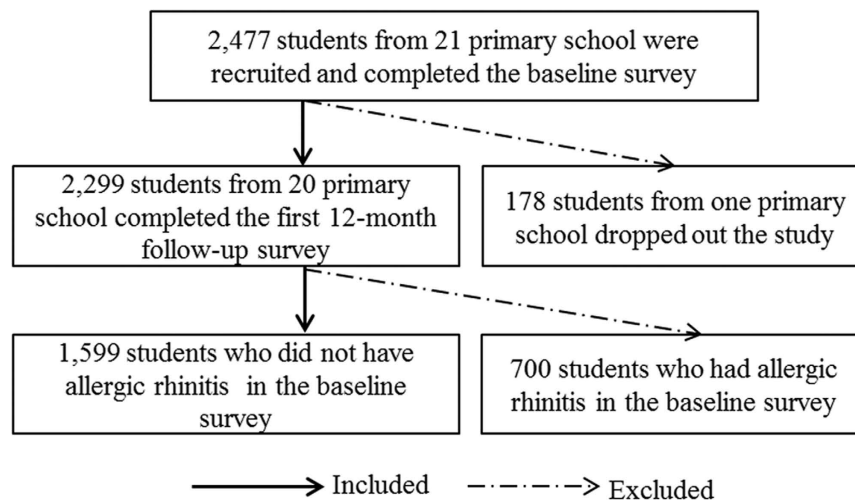 2,477 students from 21 primary school were
recruited and completed the baseline survey
2,299 students from 20 primary
school completed the first 12-month
follow-up survey
178 students from one primary
school dropped out the study
1,599 students who did not have
allergic rhinitis in the baseline
survey
700 students who had allergic
rhinitis in the baseline survey
Included
Excluded